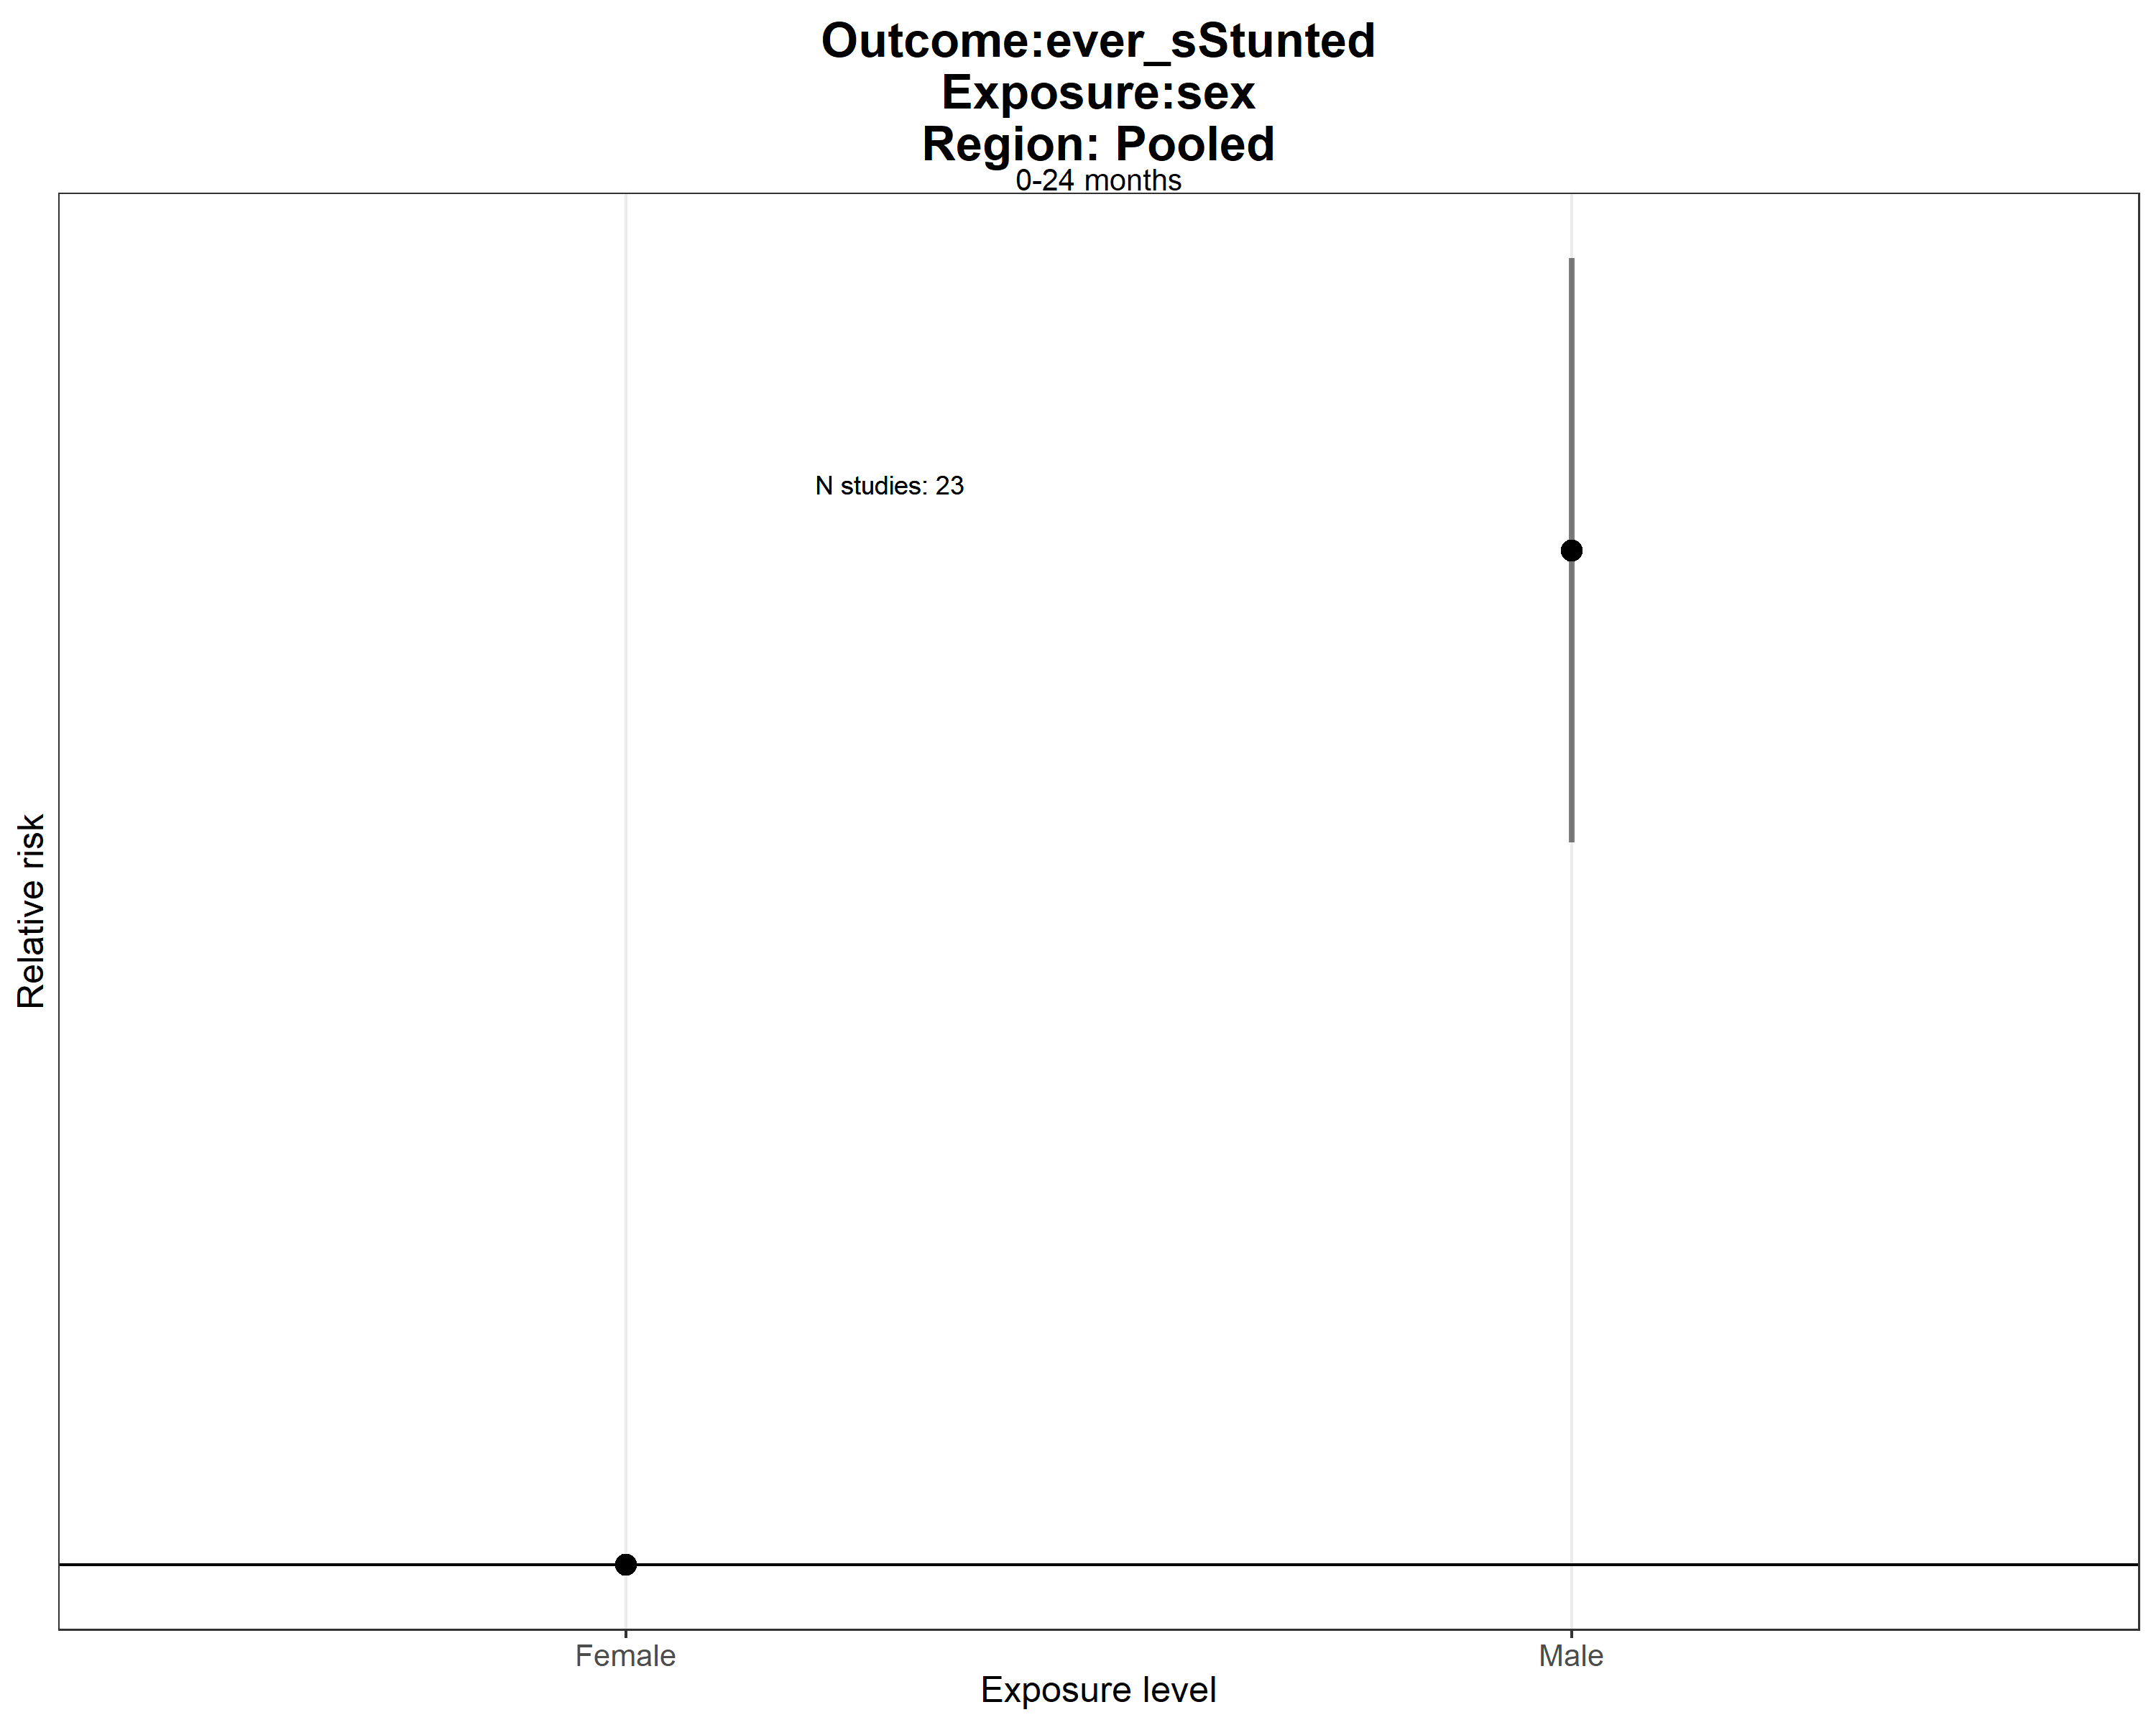 Outcome:ever_sStunted
Exposure:sex
Region: Pooled
0-24 months
N studies: 23
Relative risk
Female
Male
Exposure level